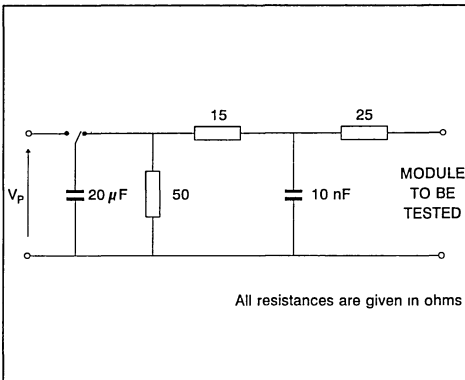 15
25
V_P
20 μF
50
10 nF
MODULE
TO BE
TESTED
All resistances are given in ohms